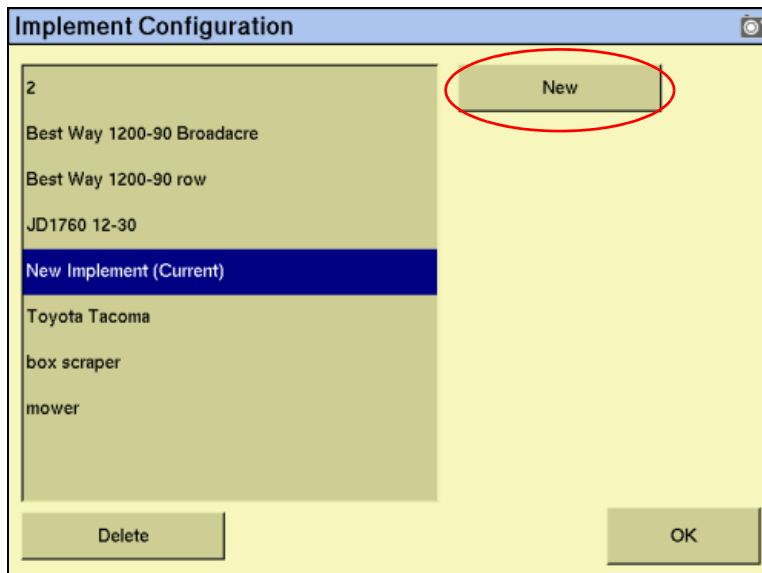 Implement Configuration
2
New
Best Way 1200-90 Broadacre
Best Way 1200-90 row
JD1760 12-30
New Implement (Current)
Toyota Tacoma
box scraper
mower
Delete
OK